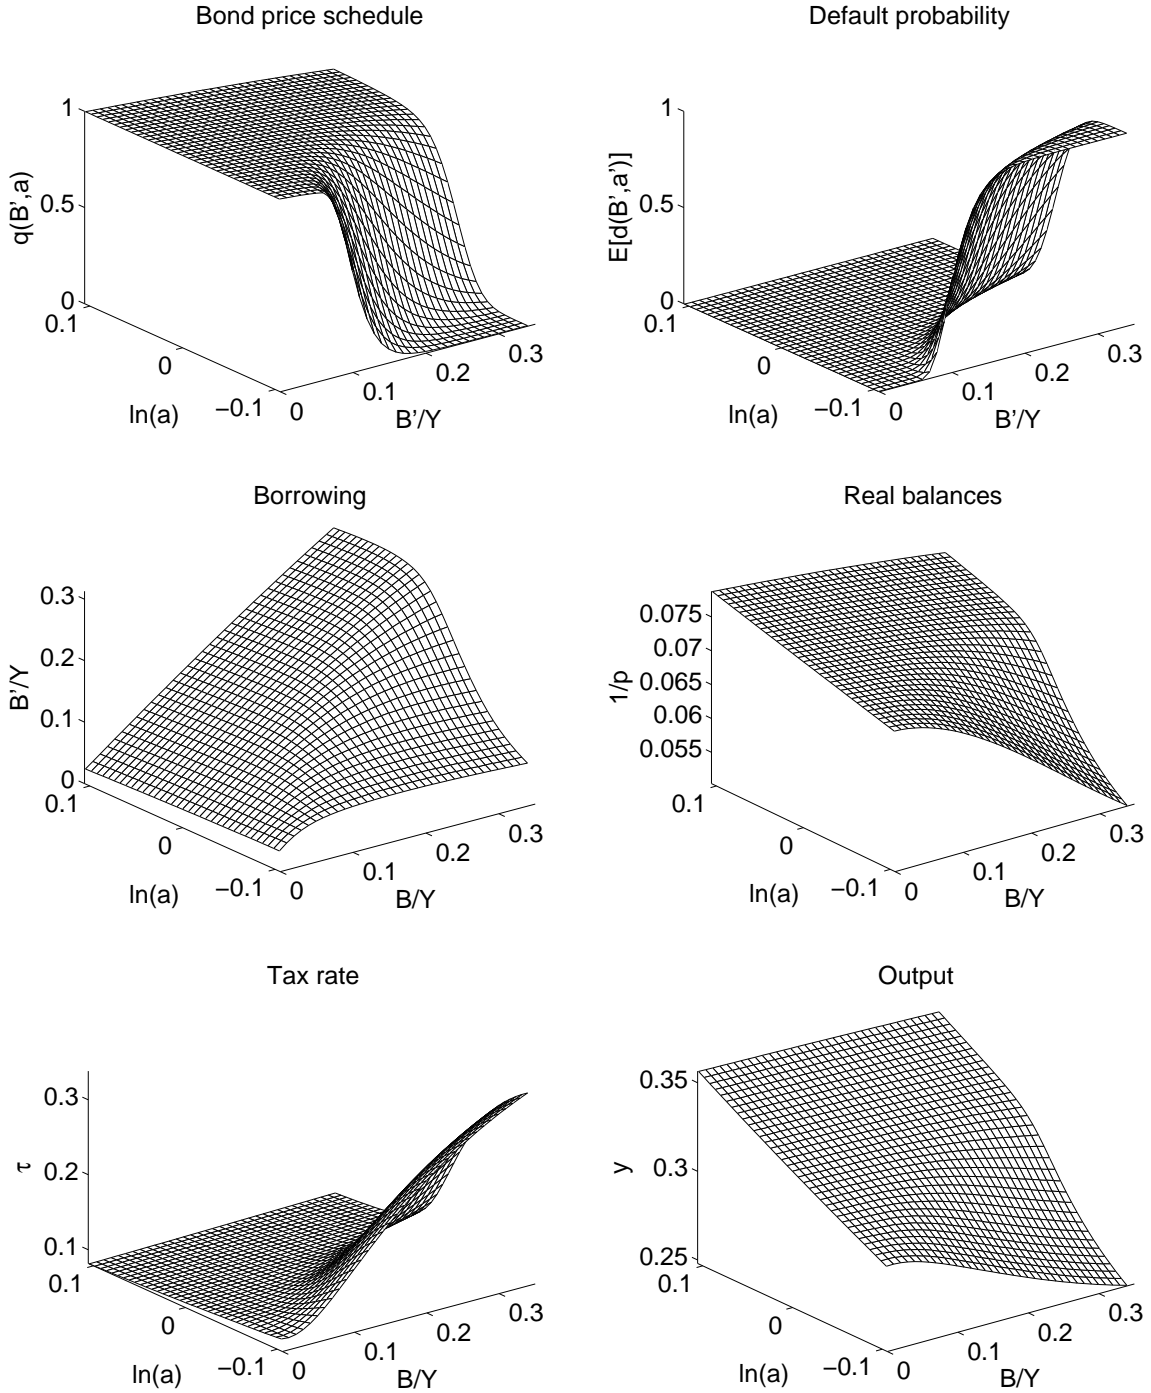 Bond price schedule
q(B',a)
1
0.5
0
0.1
0
−0.1
ln(a)
0
0.1
0.2
0.3
B'/Y
Default probability
E[d(B',a')]
1
0.5
0
0.1
0
−0.1
ln(a)
0
0.1
0.2
0.3
B'/Y
Borrowing
B'/Y
0.3
0.2
0.1
0
0.1
0
−0.1
ln(a)
0
0.1
0.2
0.3
B/Y
Real balances
1/p
0.075
0.07
0.065
0.06
0.055
0.1
0
−0.1
ln(a)
0
0.1
0.2
0.3
B/Y
Tax rate
τ
0.3
0.2
0.1
0.1
0
−0.1
ln(a)
0
0.1
0.2
0.3
B/Y
Output
y
0.35
0.3
0.25
0.1
0
−0.1
ln(a)
0
0.1
0.2
0.3
B/Y